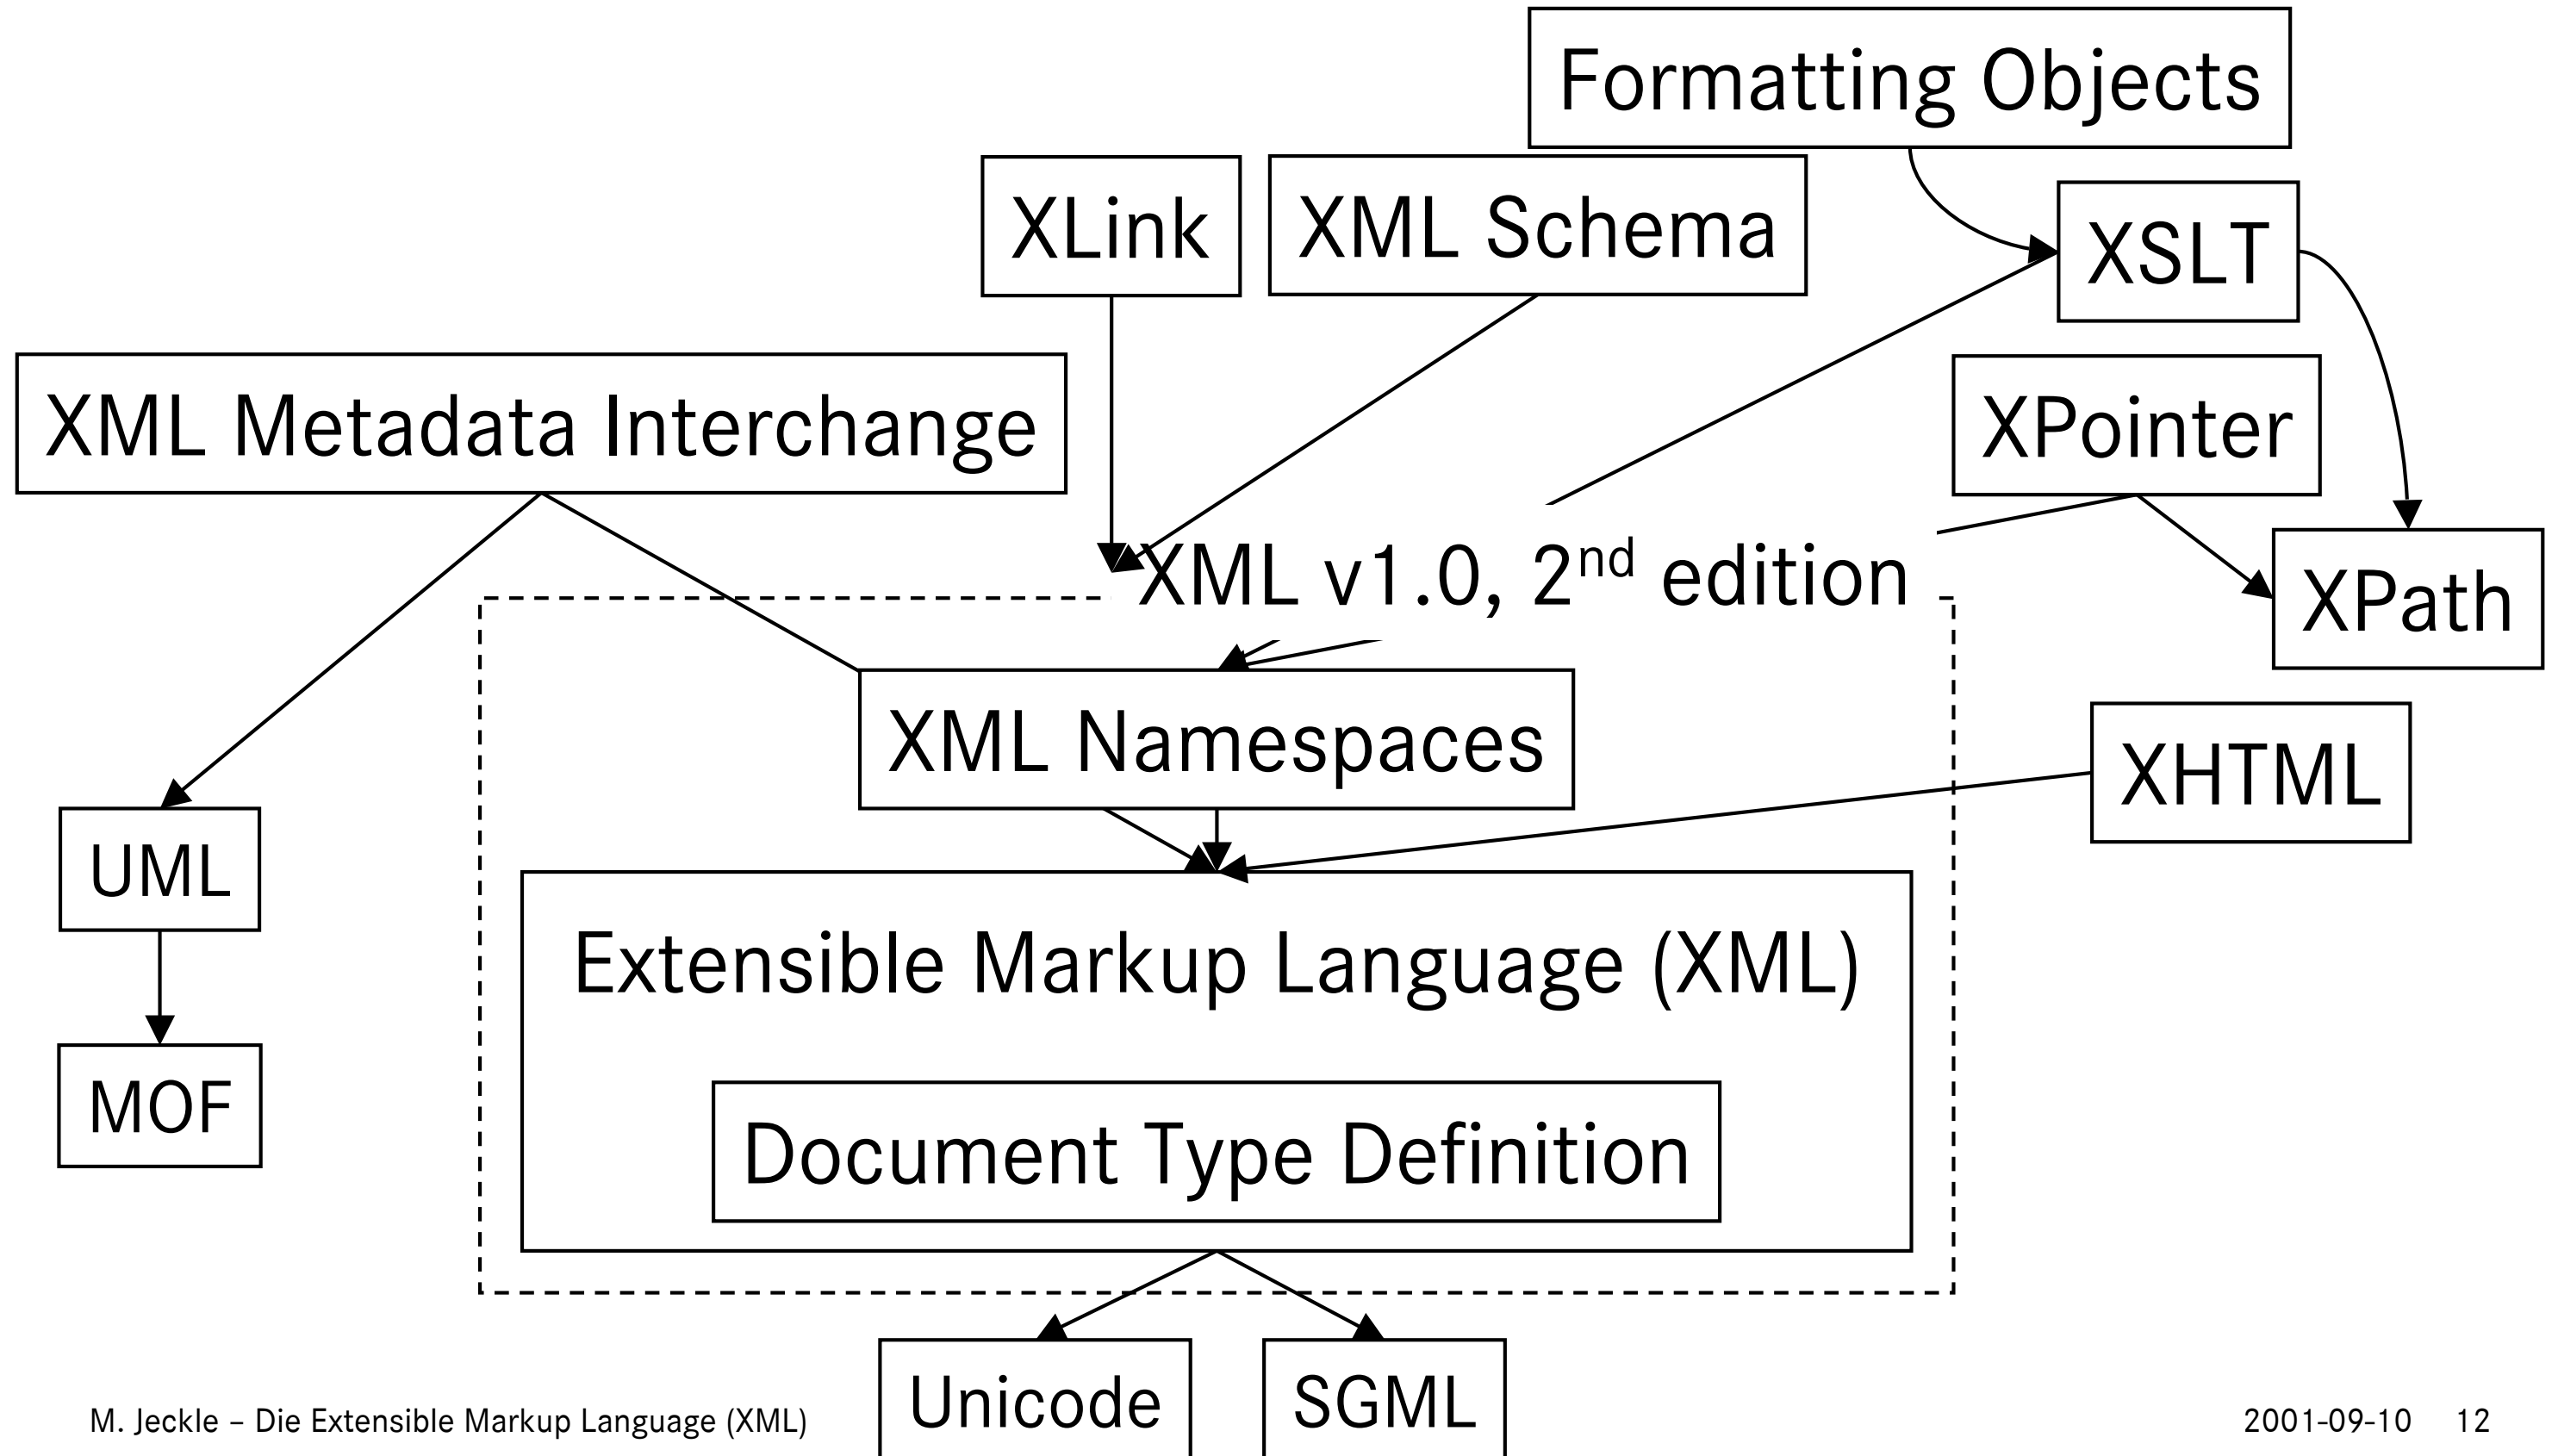 Formatting Objects
XLink
XML Schema
XSLT
XML Metadata Interchange
XPointer
XML v1.0, 2nd edition
XPath
XML Namespaces
XHTML
UML
Extensible Markup Language (XML)
MOF
Document Type Definition
Unicode
SGML
M. Jeckle – Die Extensible Markup Language (XML)
2001-09-10 12